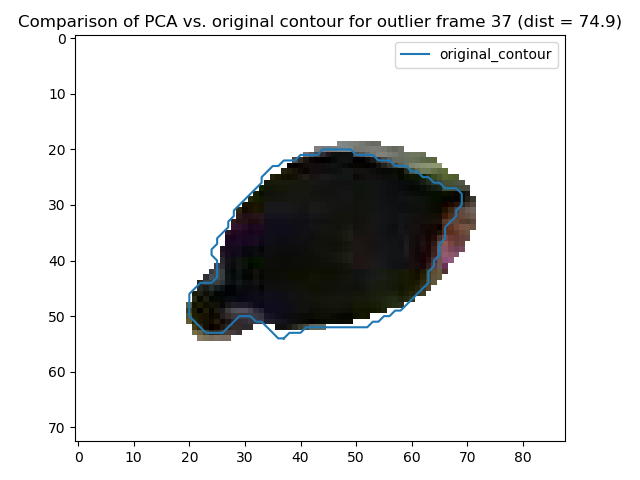 Comparison of PCA vs. original contour for outlier frame 37 (dist = 74.9)
original_contour
0
10
20
30
40
50
60
70
0 10 20 30 40 50 60 70 80